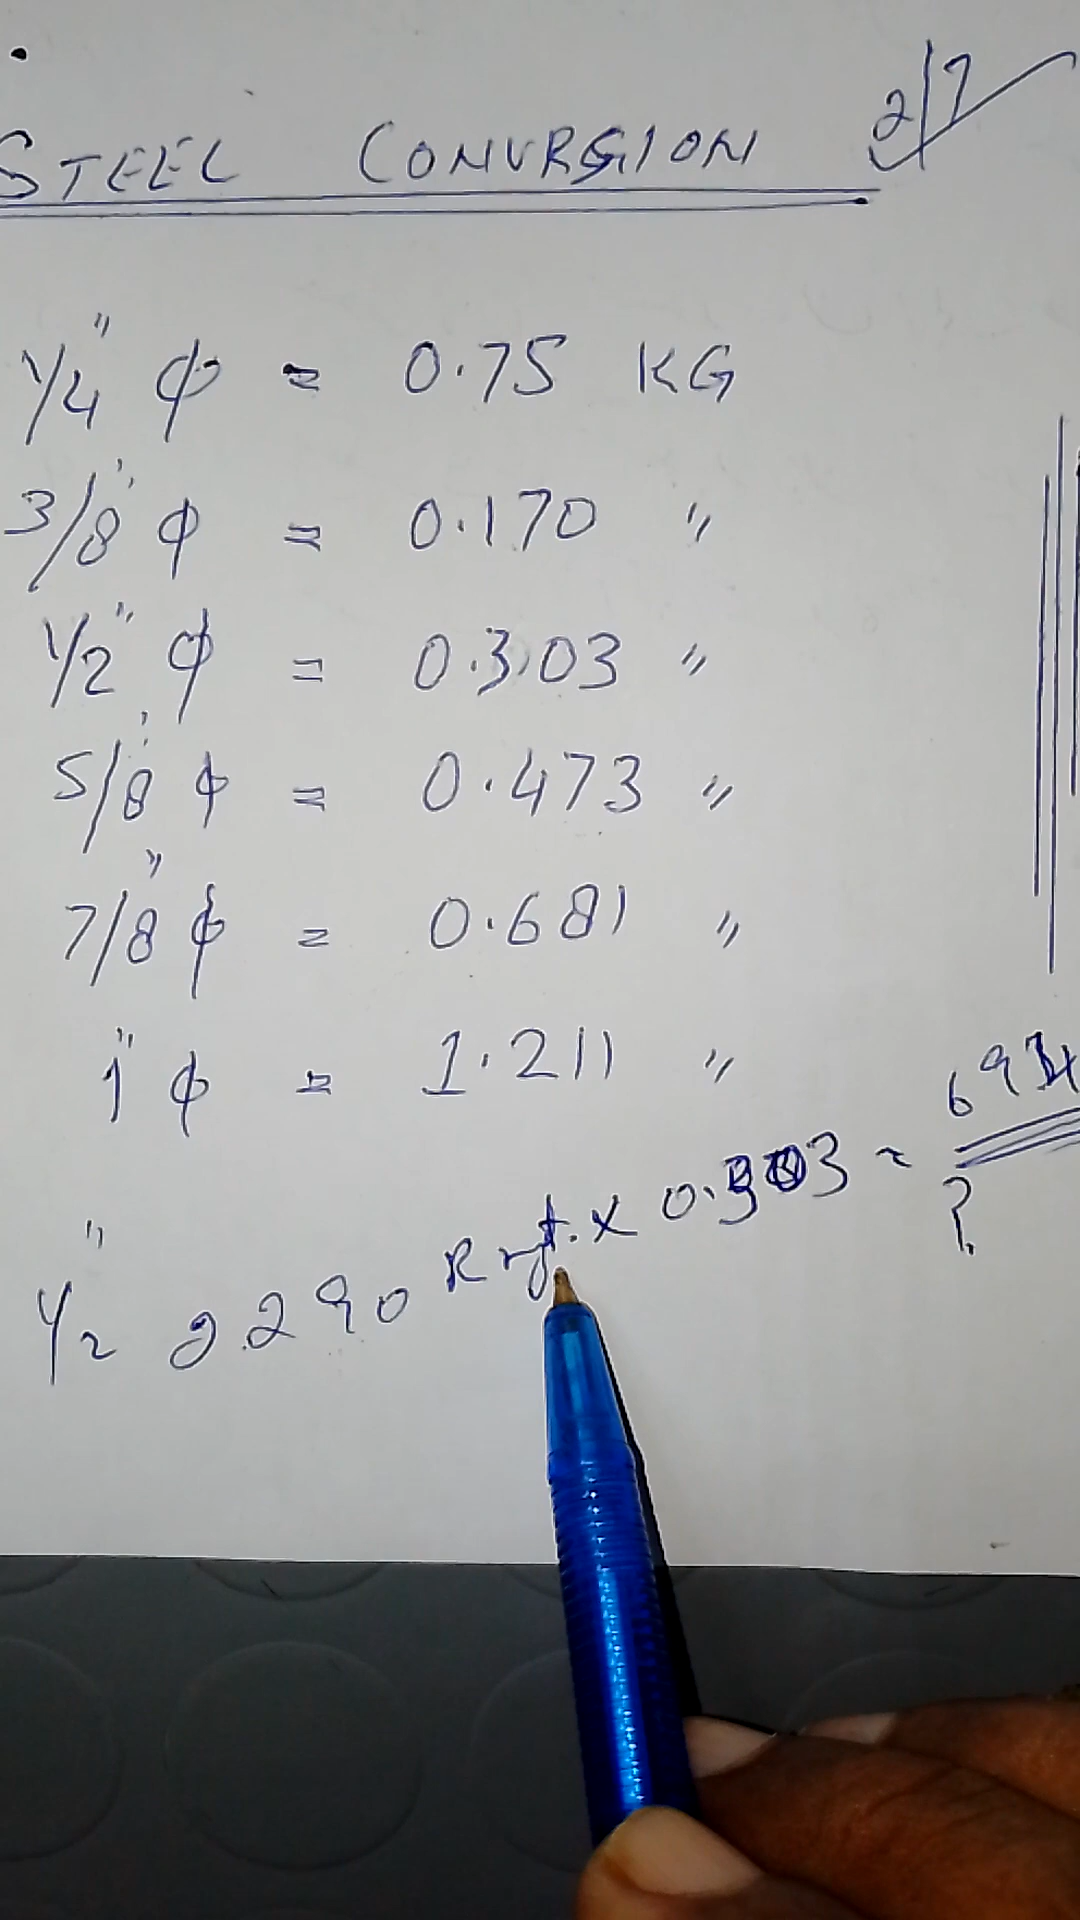 STEEL CONVRSION 2/7
1/4" φ = 0.75 KG
3/8" φ = 0.170 "
1/2" φ = 0.303 "
5/8" φ = 0.473 "
7/8" φ = 0.681 "
1" φ = 1.211 "
1/2" 2290 Rft. x 0.303 = ?